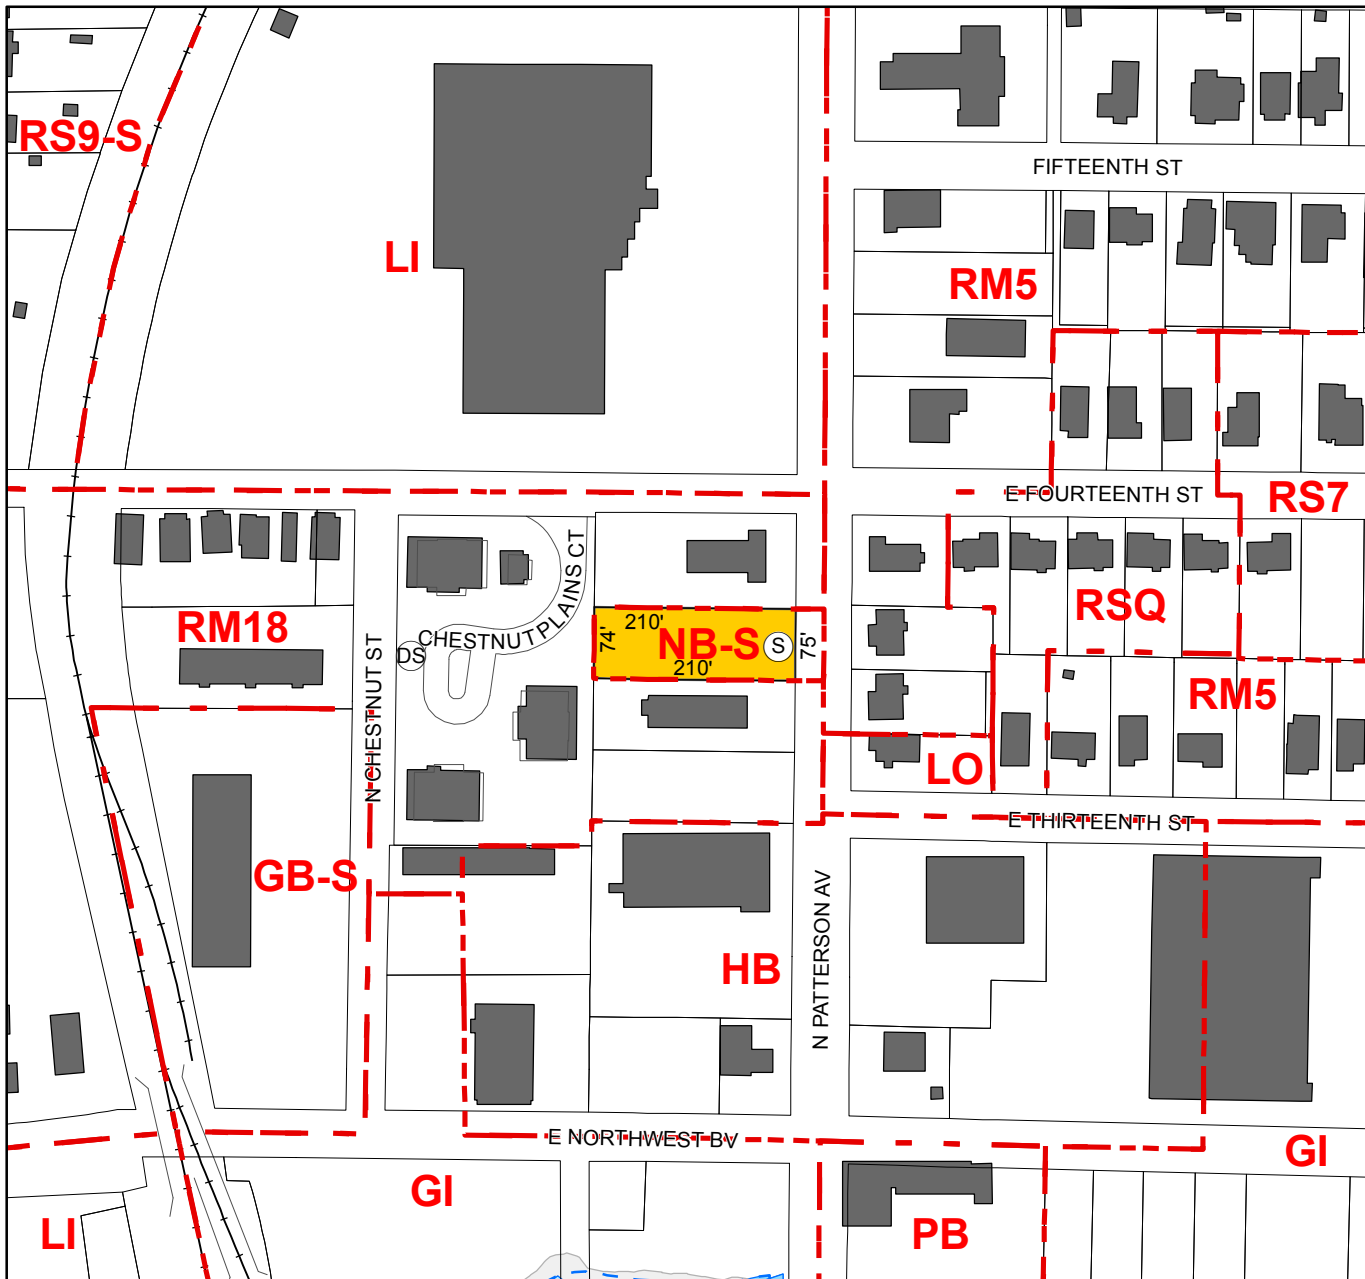 RS9-S
FIFTEENTH ST
LI
RM5
E FOURTEENTH ST
RS7
CHESTNUT PLAINS CT
RM18
RSQ
210'
NB-S
S
74'
75'
210'
DS
N CHESTNUT ST
RM5
LO
E THIRTEENTH ST
GB-S
N PATTERSON AV
HB
E NORTHWEST BV
GI
GI
LI
PB